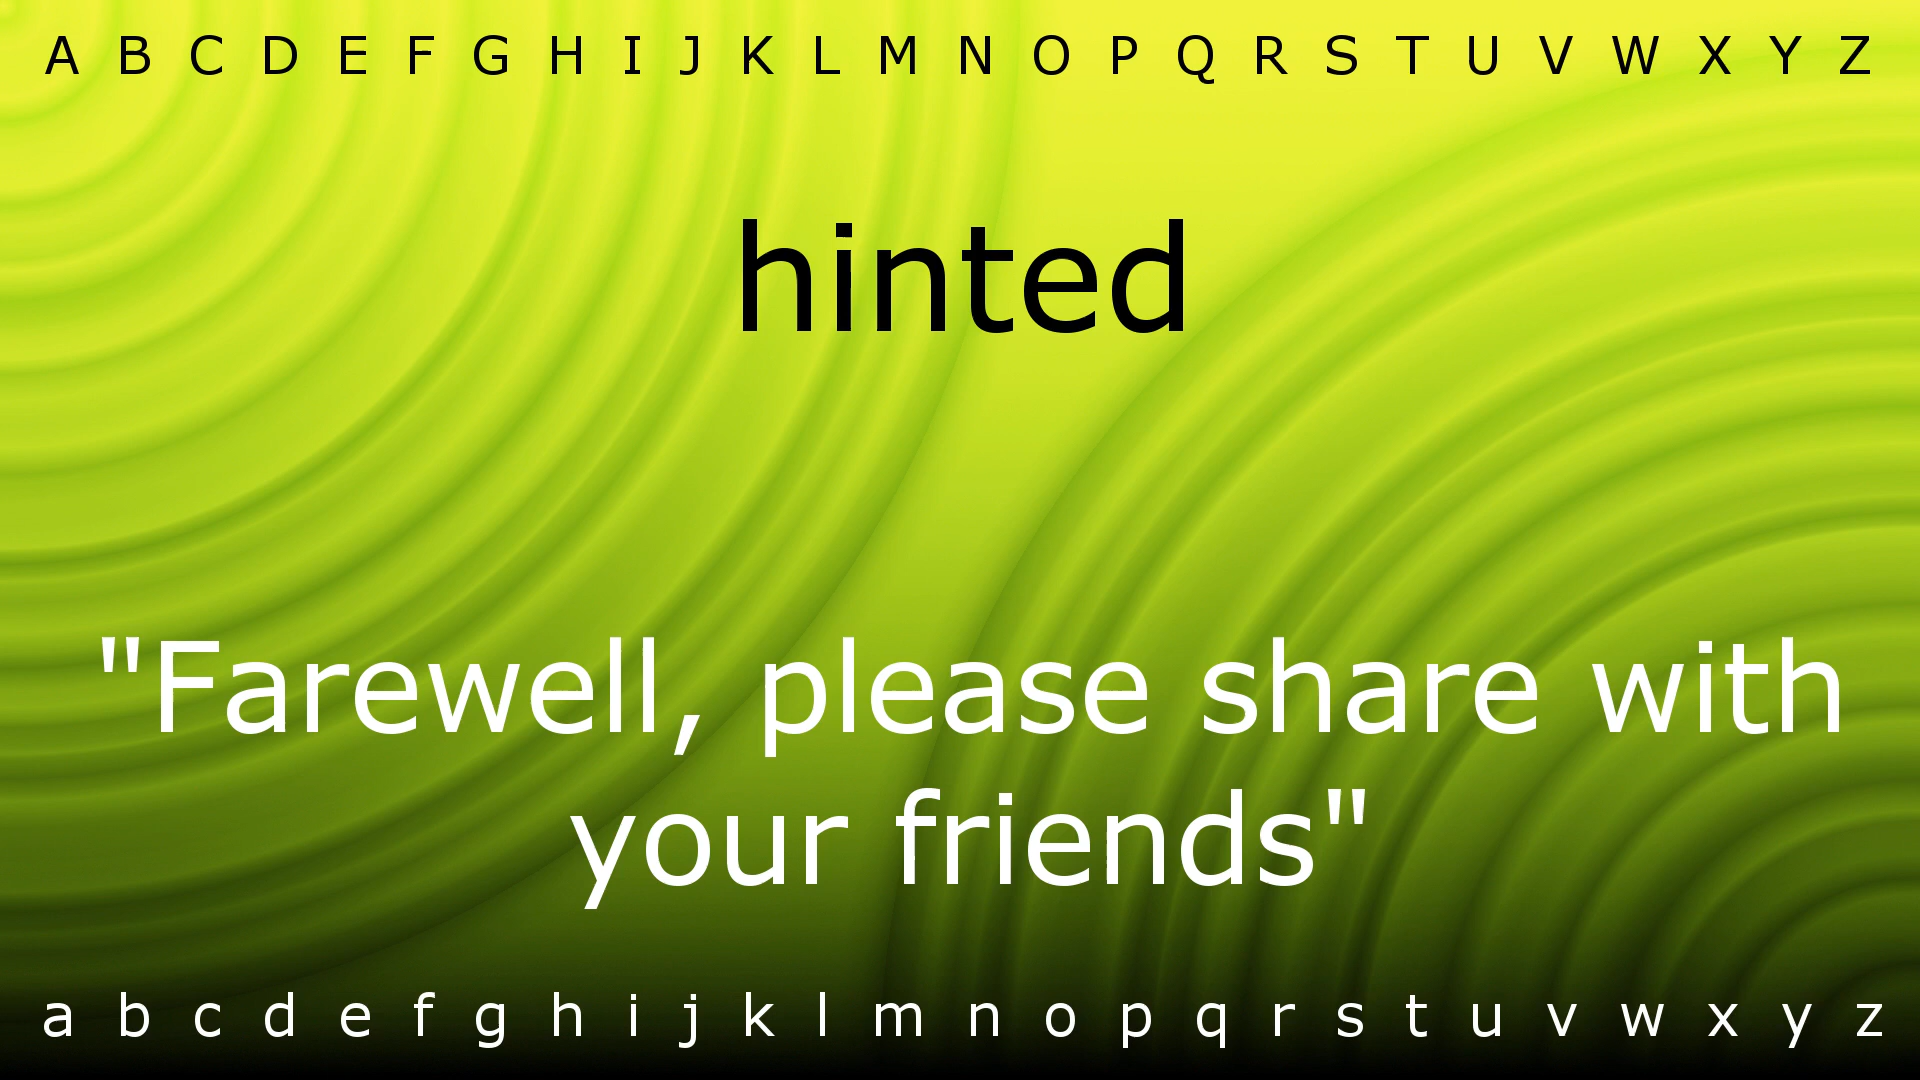 A B C D E F G H I J K L M N O P Q R S T U V W X Y Z
hinted
"Farewell, please share with
your friends"
a b c d e f g h i j k l m n o p q r s t u v w x y z